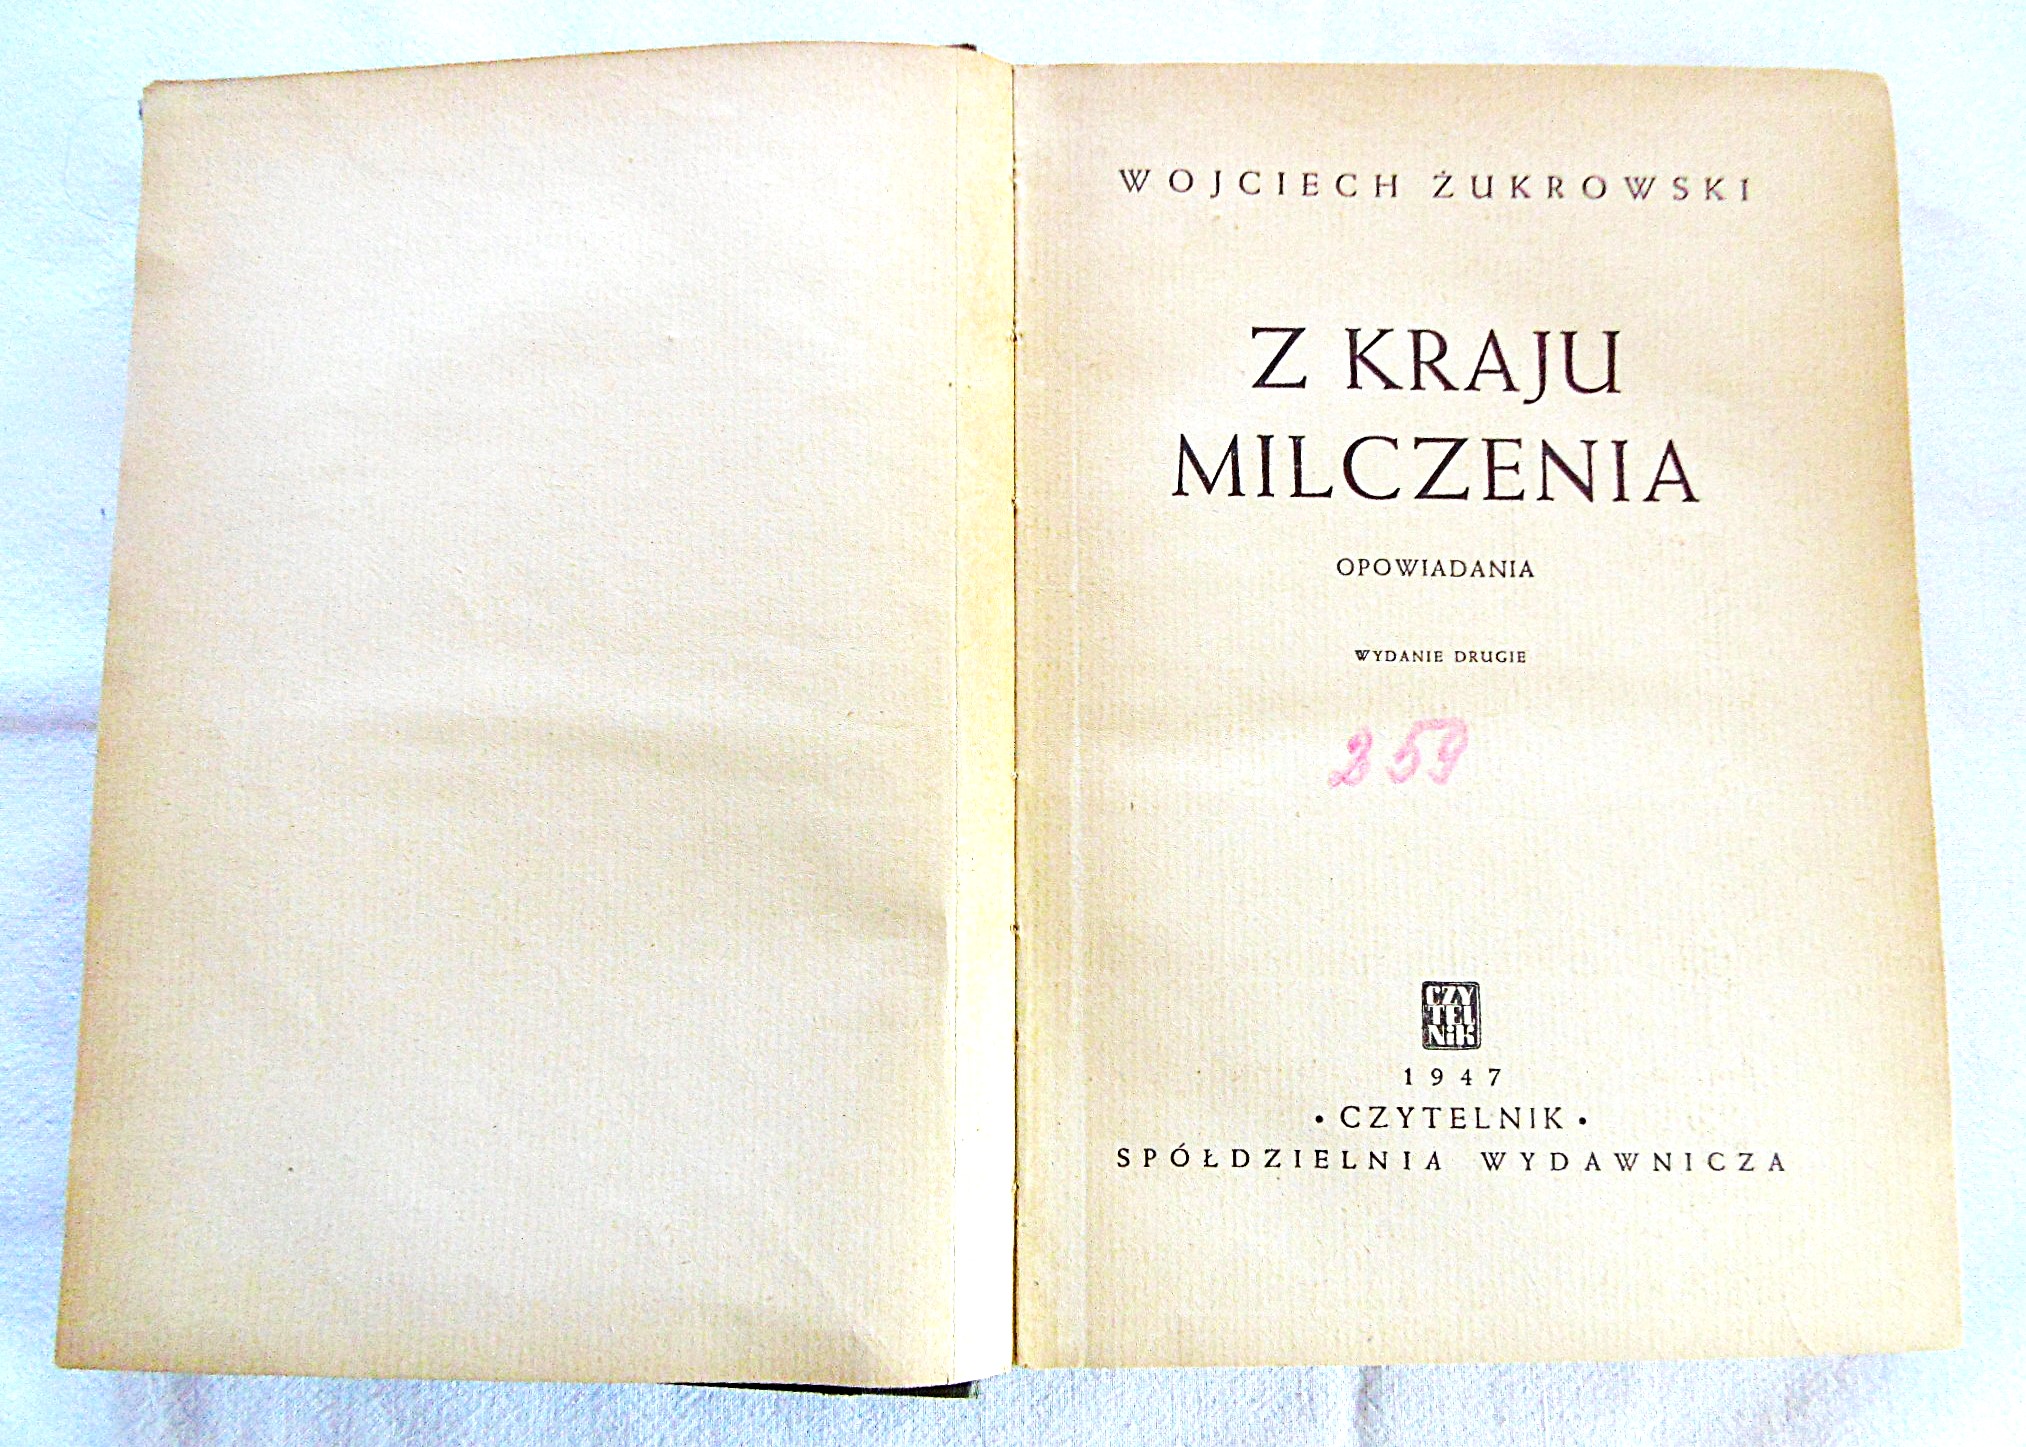 WOJCIECH ŻUKROWSKI
Z KRAJU
MILCZENIA
OPOWIADANIA
WYDANIE DRUGIE
259
CZY
TEL
NiK
1947
• CZYTELNIK •
SPÓŁDZIELNIA WYDAWNICZA